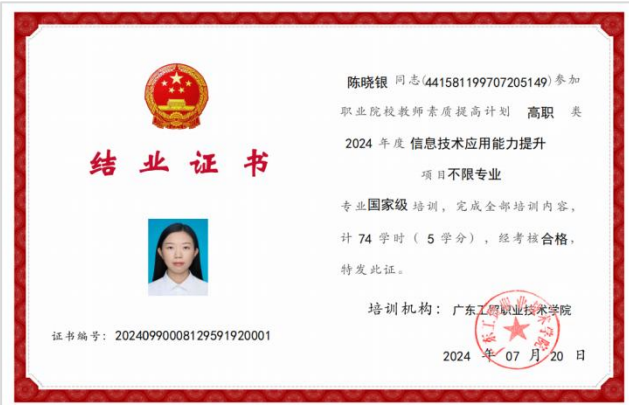 结业证书
证书编号：20240990008129591920001
陈晓银 同志(441581199707205149)参加
职业院校教师素质提高计划 高职 类
2024 年度 信息技术应用能力提升
项目不限专业
专业国家级 培训，完成全部培训内容，
计 74 学时（ 5 学分），经考核合格，
特发此证。
培训机构：广东工贸职业技术学院
2024 年 07 月 20 日